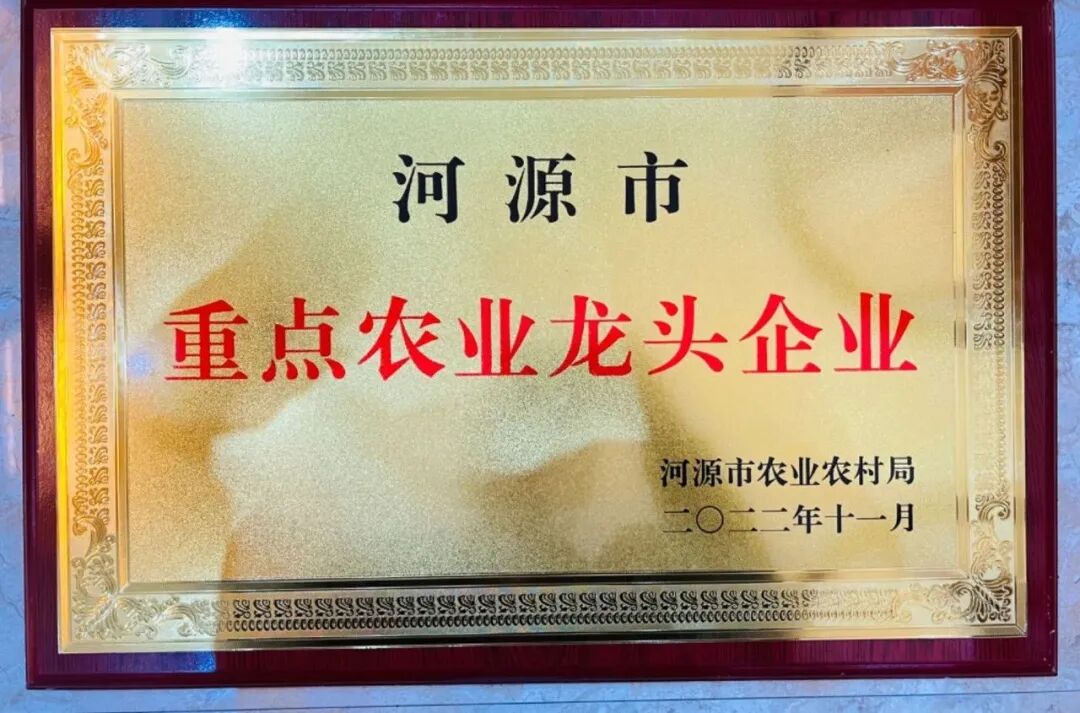 河源市
重点农业龙头企业
河源市农业农村局
二〇二二年十一月